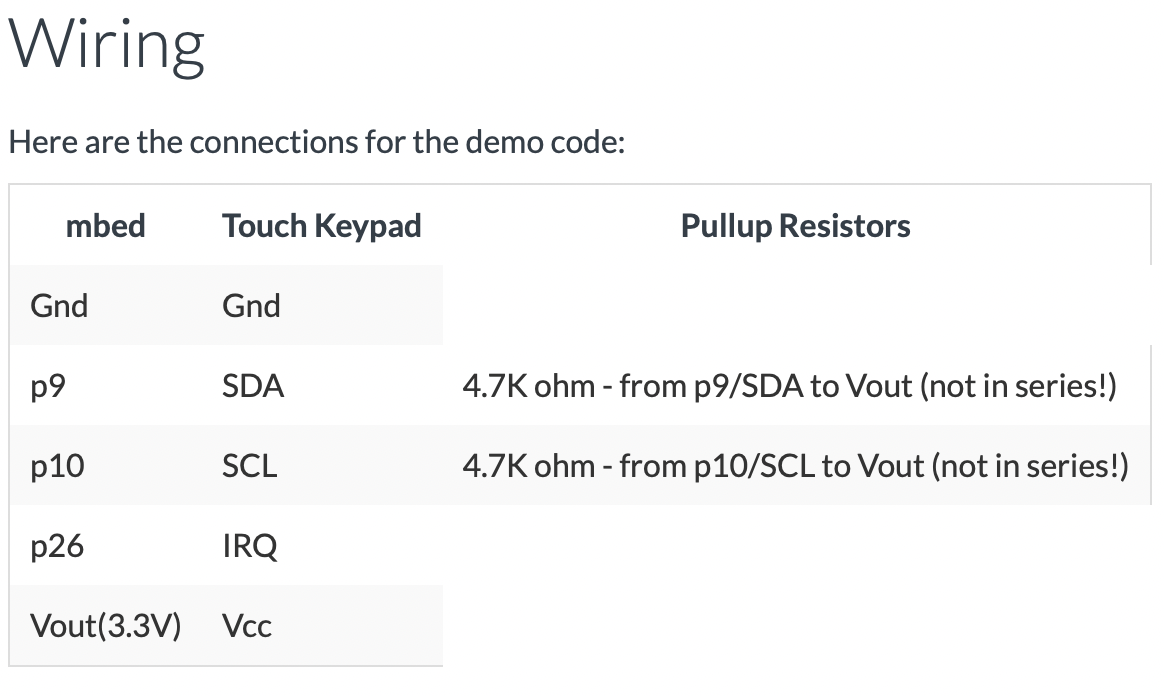 Wiring
Here are the connections for the demo code:
mbed Touch Keypad Pullup Resistors
Gnd Gnd
p9 SDA 4.7K ohm - from p9/SDA to Vout (not in series!)
p10 SCL 4.7K ohm - from p10/SCL to Vout (not in series!)
p26 IRQ
Vout(3.3V) Vcc